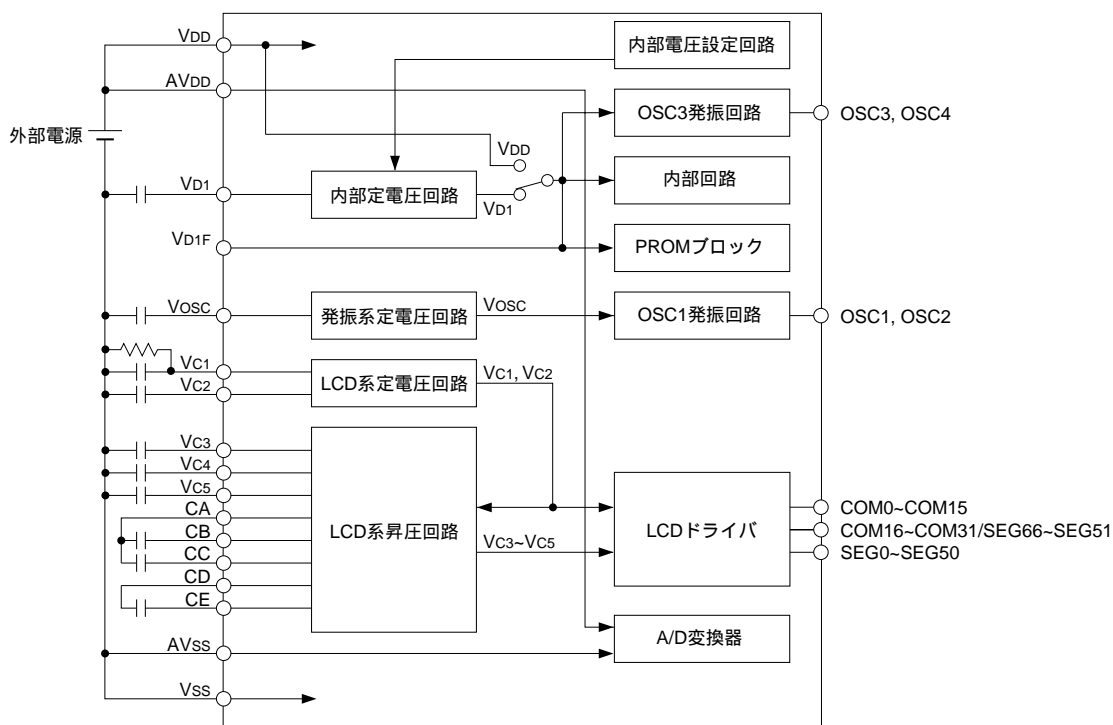 VDD
内部電圧設定回路
AVDD
OSC3発振回路
OSC3, OSC4
外部電源
VDD
VD1
内部定電圧回路
VD1
内部回路
VD1F
PROMブロック
VOSC
発振系定電圧回路
VOSC
OSC1発振回路
OSC1, OSC2
VC1
VC2
LCD系定電圧回路
VC1, VC2
VC3
VC4
VC5
CA
CB
CC
CD
CE
LCD系昇圧回路
VC3~VC5
LCDドライバ
COM0~COM15
COM16~COM31/SEG66~SEG51
SEG0~SEG50
A/D変換器
AVSS
VSS